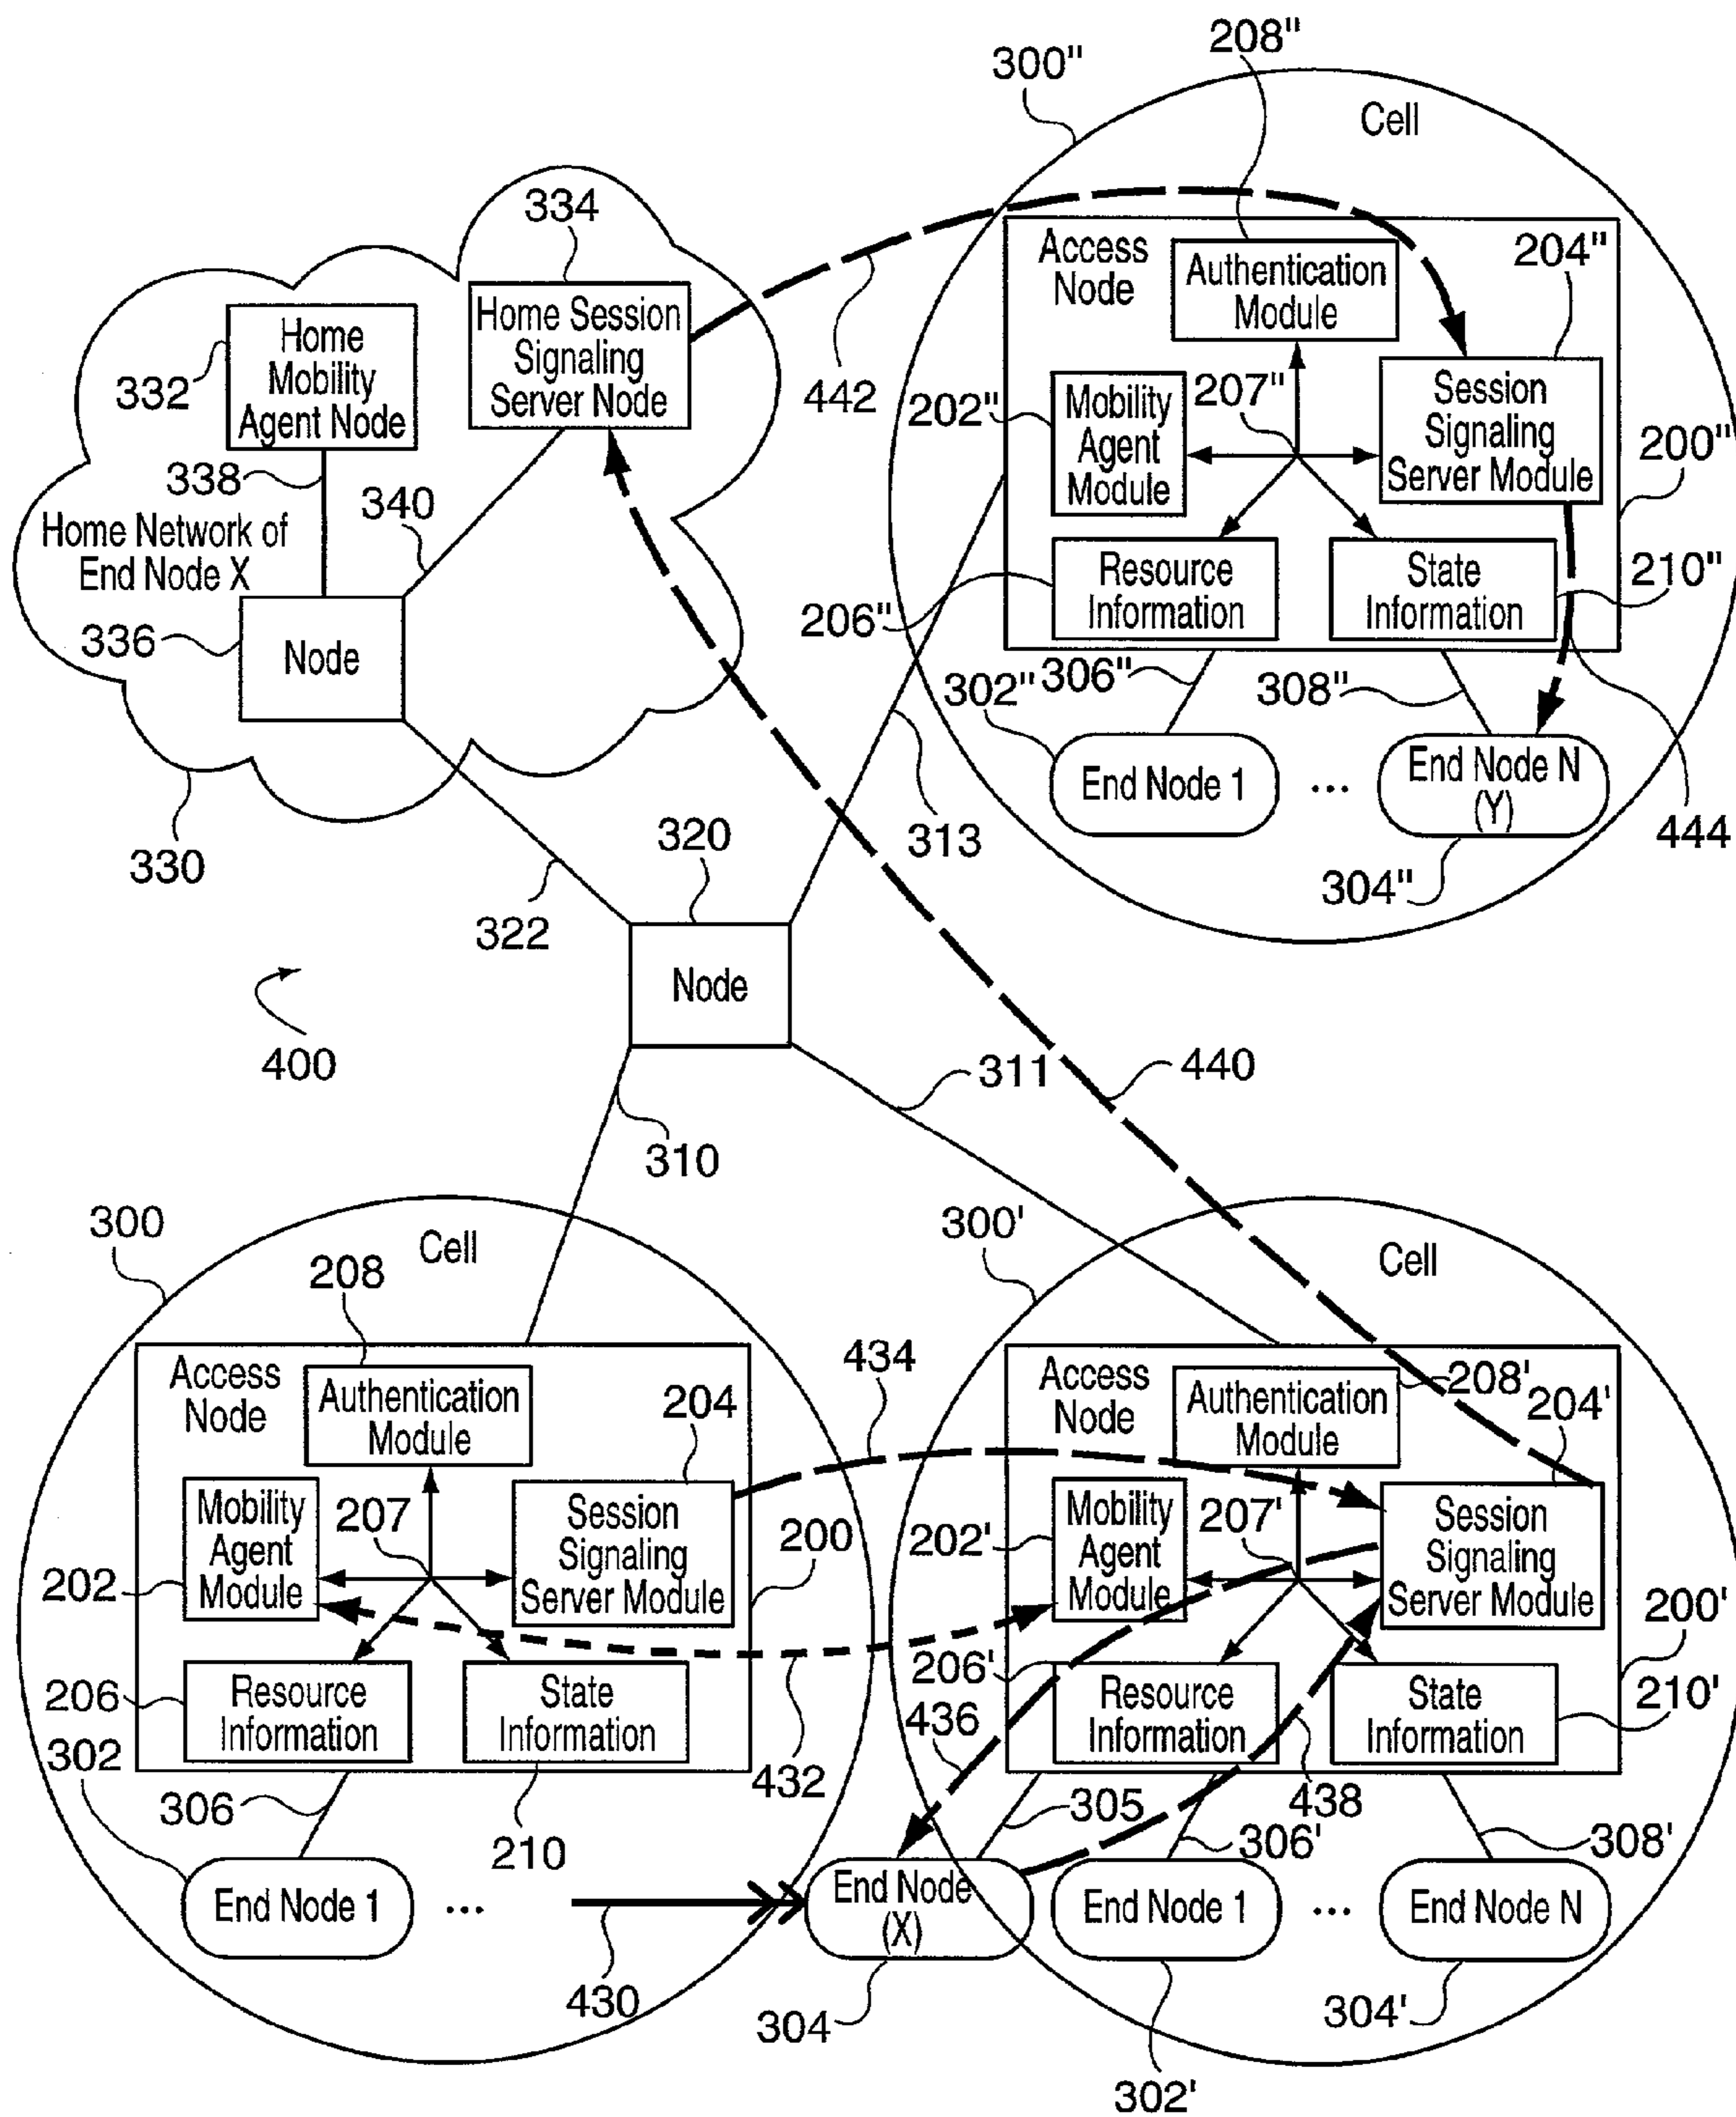 208"
300"
Cell
334
Access
Node
Authentication
Module
204"
Home Session
Signaling
Server Node
Home
Mobility
Agent Node
332
442
202"
207"
Mobility
Agent
Module
Session
Signaling
Server Module
200"
338
340
Home Network of
End Node X
Resource
Information
State
Information
210"
206"
336
Node
302"
306"
308"
End Node 1
...
End Node N
(Y)
444
304"
330
320
313
322
Node
400
311
440
310
300
Cell
208
300'
Cell
434
Access
Node
Authentication
Module
204
Access
Node
Authentication
Module
208'
204'
Mobility
Agent
Module
207
Session
Signaling
Server Module
200
202
202'
Mobility
Agent
Module
207'
Session
Signaling
Server Module
200'
206
Resource
Information
State
Information
206'
436
Resource
Information
State
Information
210'
302
432
306
210
305
438
306'
308'
End Node 1
...
End Node
(X)
End Node 1
...
End Node N
430
304
302'
304'